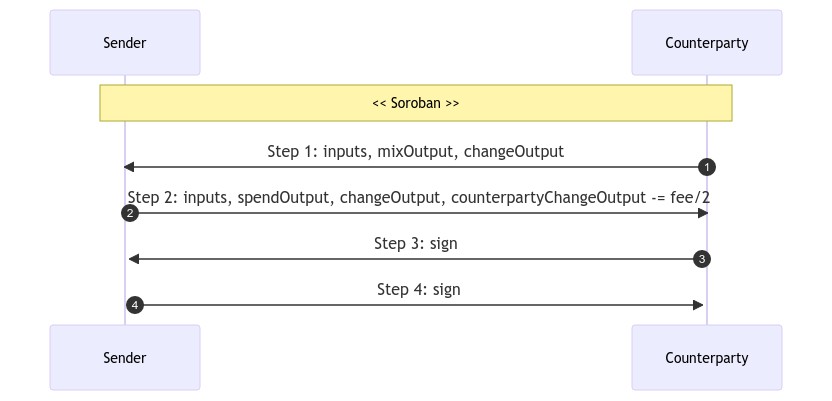 Sender
Counterparty
<< Soroban >>
Step 1: inputs, mixOutput, changeOutput
1
Step 2: inputs, spendOutput, changeOutput, counterpartyChangeOutput -= fee/2
2
Step 3: sign
3
Step 4: sign
4
Sender
Counterparty